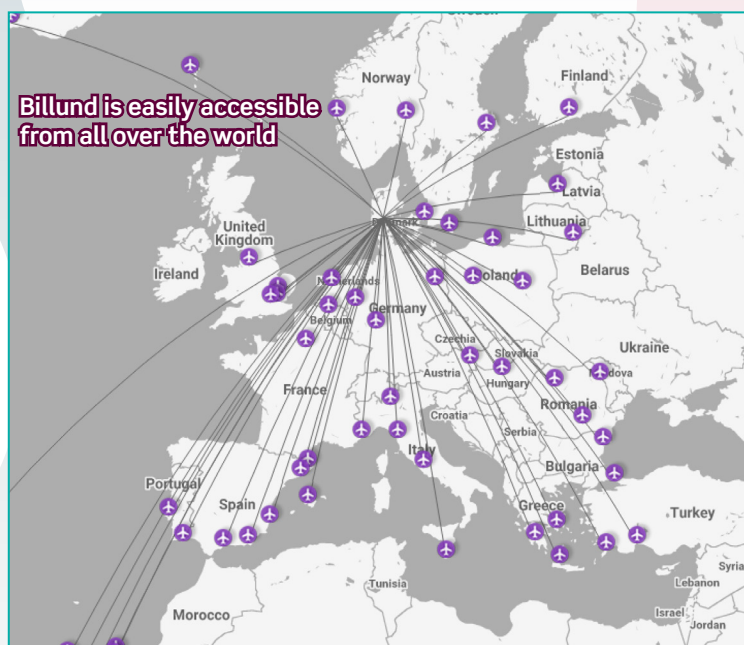 Norway
Finland
Billund is easily accessible
from all over the world
Estonia
Latvia
Lithuania
United
Kingdom
Ireland
Belarus
Germany
Belgium
Ukraine
Czechia
Slovakia
Austria
Hungary
France
Romania
Croatia
Serbia
Italy
Bulgaria
Portugal
Spain
Greece
Turkey
Syria
Tunisia
Lebanon
Morocco
Israel
Jordan